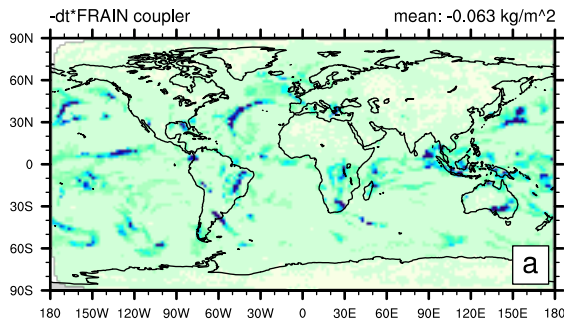 -dt*FRAIN coupler mean: -0.063 kg/m^2
90N
60N
30N
0
30S
60S
90S
a
180 150W 120W 90W 60W 30W 0 30E 60E 90E 120E 150E 180